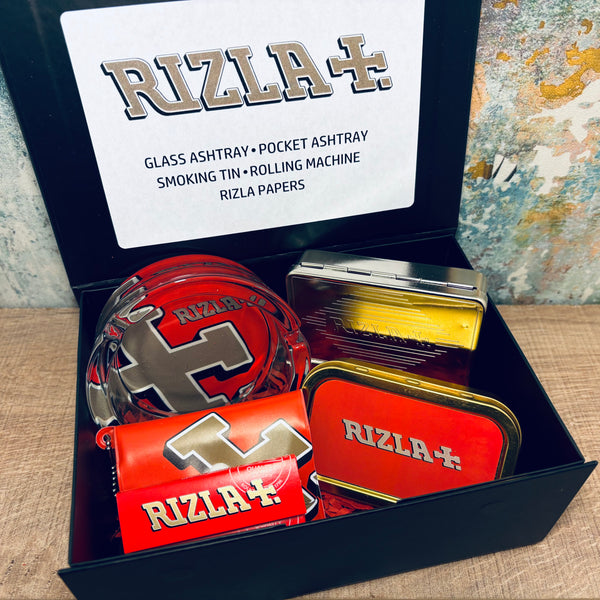 RIZLA+.
GLASS ASHTRAY•POCKET ASHTRAY
SMOKING TIN•ROLLING MACHINE
RIZLA PAPERS
RIZLA+.
RIZLA+.
RIZLA+.